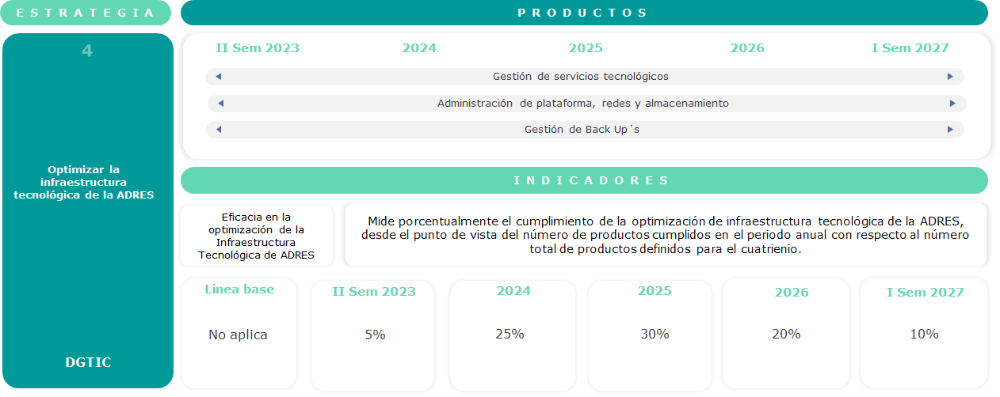 ESTRATEGIA
4
Optimizar la
infraestructura
tecnológica de la ADRES
DGTIC
PRODUCTOS
II Sem 2023 2024 2025 2026 I Sem 2027
Gestión de servicios tecnológicos
Administración de plataforma, redes y almacenamiento
Gestión de Back Up´s
INDICADORES
Eficacia en la
optimización de la
Infraestructura
Tecnológica de ADRES
Mide porcentualmente el cumplimiento de la optimización de infraestructura tecnológica de la ADRES,
desde el punto de vista del número de productos cumplidos en el periodo anual con respecto al número
total de productos definidos para el cuatrienio.
Linea base II Sem 2023 2024 2025 2026 I Sem 2027
No aplica 5% 25% 30% 20% 10%